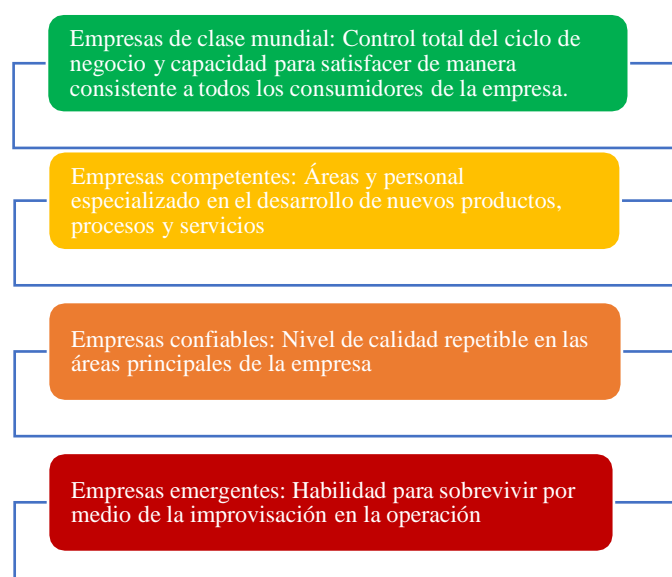 Empresas de clase mundial: Control total del ciclo de
negocio y capacidad para satisfacer de manera
consistente a todos los consumidores de la empresa.
Empresas competentes: Áreas y personal
especializado en el desarrollo de nuevos productos,
procesos y servicios
Empresas confiables: Nivel de calidad repetible en las
áreas principales de la empresa
Empresas emergentes: Habilidad para sobrevivir por
medio de la improvisación en la operación